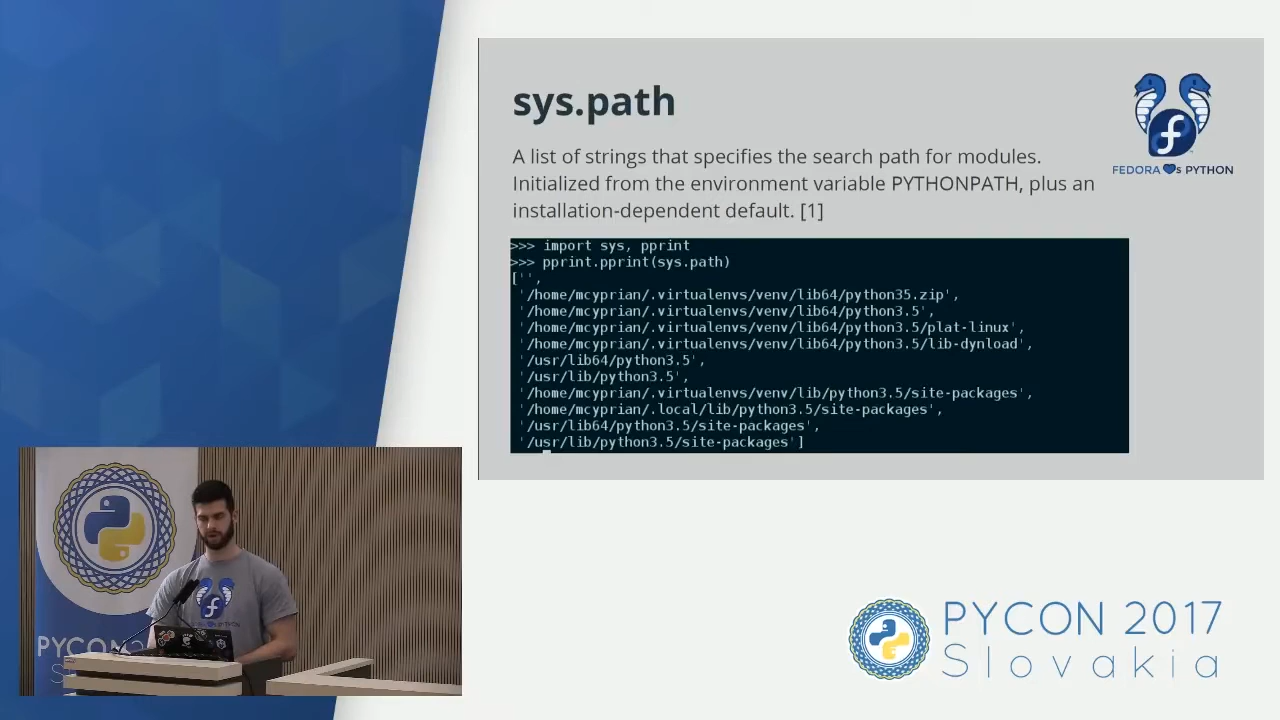 sys.path
FEDORA s PYTHON
A list of strings that specifies the search path for modules.
Initialized from the environment variable PYTHONPATH, plus an
installation-dependent default. [1]
>>> import sys, pprint
>>> pprint.pprint(sys.path)
['',
'/home/mcyprian/.virtualenvs/venv/lib64/python35.zip',
'/home/mcyprian/.virtualenvs/venv/lib64/python3.5',
'/home/mcyprian/.virtualenvs/venv/lib64/python3.5/plat-linux',
'/home/mcyprian/.virtualenvs/venv/lib64/python3.5/lib-dynload',
'/usr/lib64/python3.5',
'/usr/lib/python3.5',
'/home/mcyprian/.virtualenvs/venv/lib/python3.5/site-packages',
'/home/mcyprian/.local/lib/python3.5/site-packages',
'/usr/lib64/python3.5/site-packages',
'/usr/lib/python3.5/site-packages']
PYCON
PYCON 2017
Slovakia